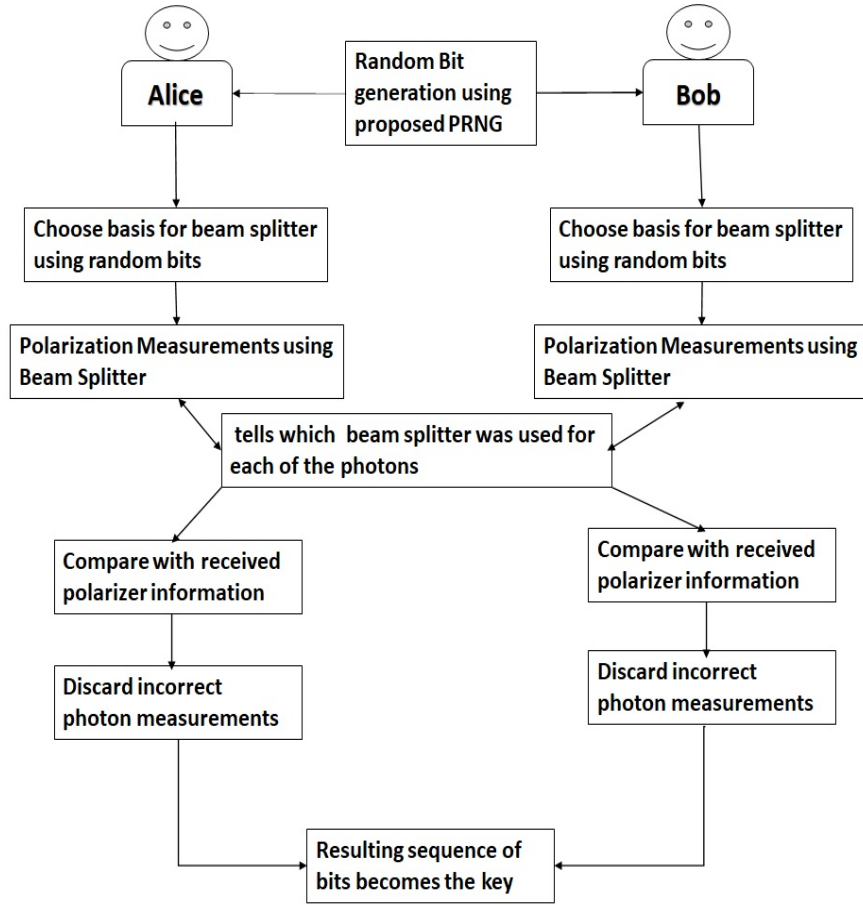 Alice
Random Bit
generation using
proposed PRNG
Bob
Choose basis for beam splitter
using random bits
Choose basis for beam splitter
using random bits
Polarization Measurements using
Beam Splitter
Polarization Measurements using
Beam Splitter
tells which beam splitter was used for
each of the photons
Compare with received
polarizer information
Compare with received
polarizer information
Discard incorrect
photon measurements
Discard incorrect
photon measurements
Resulting sequence of
bits becomes the key